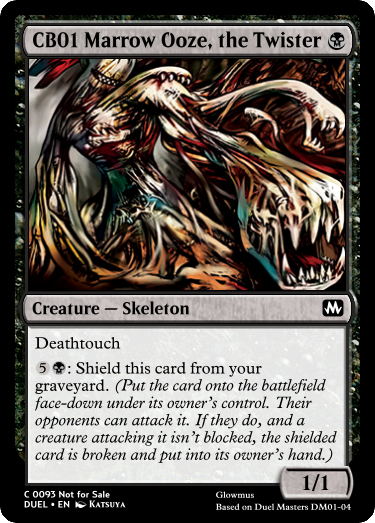 CB01 Marrow Ooze, the Twister
Creature — Skeleton
Deathtouch
5: Shield this card from your
graveyard. (Put the card onto the battlefield
face-down under its owner's control. Their
opponents can attack it. If they do, and a
creature attacking it isn't blocked, the shielded
card is broken and put into its owner's hand.)
1/1
C 0093 Not for Sale
DUEL • EN Katsuya
Glowmus
Based on Duel Masters DM01-04